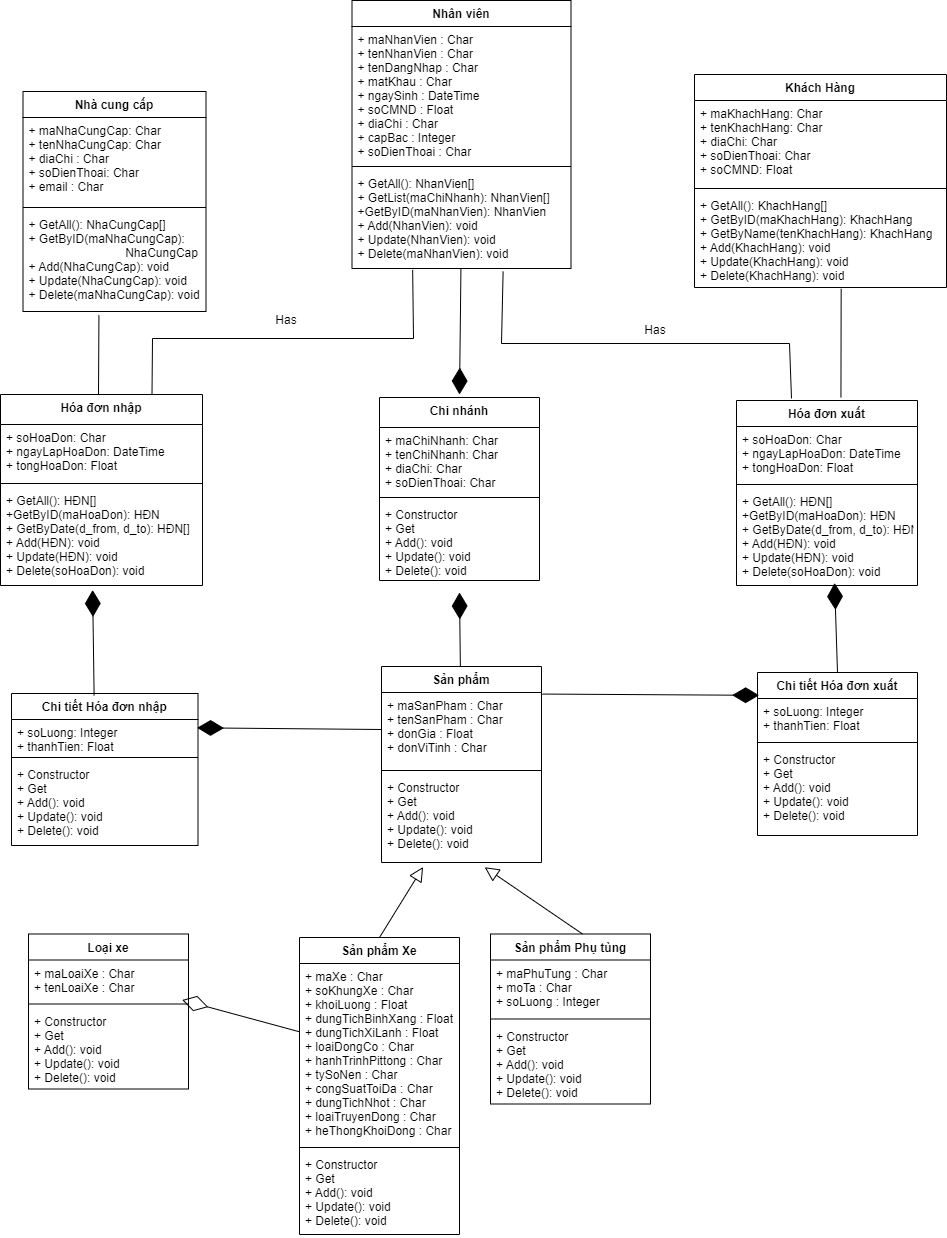 Nhân viên
+ maNhanVien : Char
+ tenNhanVien : Char
+ tenDangNhap : Char
+ matKhau : Char
+ ngaySinh : DateTime
+ soCMND : Float
+ diaChi : Char
+ capBac : Integer
+ soDienThoai : Char
+ GetAll(): NhanVien[]
+ GetList(maChiNhanh): NhanVien[]
+GetByID(maNhanVien): NhanVien
+ Add(NhanVien): void
+ Update(NhanVien): void
+ Delete(maNhanVien): void
Nhà cung cấp
+ maNhaCungCap: Char
+ tenNhaCungCap: Char
+ diaChi : Char
+ soDienThoai: Char
+ email : Char
+ GetAll(): NhaCungCap[]
+ GetByID(maNhaCungCap):
NhaCungCap
+ Add(NhaCungCap): void
+ Update(NhaCungCap): void
+ Delete(maNhaCungCap): void
Khách Hàng
+ maKhachHang: Char
+ tenKhachHang: Char
+ diaChi: Char
+ soDienThoai: Char
+ soCMND: Float
+ GetAll(): KhachHang[]
+ GetByID(maKhachHang): KhachHang
+ GetByName(tenKhachHang): KhachHang
+ Add(KhachHang): void
+ Update(KhachHang): void
+ Delete(KhachHang): void
Has
Has
Hóa đơn nhập
+ soHoaDon: Char
+ ngayLapHoaDon: DateTime
+ tongHoaDon: Float
+ GetAll(): HĐN[]
+GetByID(maHoaDon): HĐN
+ GetByDate(d_from, d_to): HĐN[]
+ Add(HĐN): void
+ Update(HĐN): void
+ Delete(soHoaDon): void
Chi nhánh
+ maChiNhanh: Char
+ tenChiNhanh: Char
+ diaChi: Char
+ soDienThoai: Char
+ Constructor
+ Get
+ Add(): void
+ Update(): void
+ Delete(): void
Hóa đơn xuất
+ soHoaDon: Char
+ ngayLapHoaDon: DateTime
+ tongHoaDon: Float
+ GetAll(): HĐN[]
+GetByID(maHoaDon): HĐN
+ GetByDate(d_from, d_to): HĐN
+ Add(HĐN): void
+ Update(HĐN): void
+ Delete(soHoaDon): void
Chi tiết Hóa đơn nhập
+ soLuong: Integer
+ thanhTien: Float
+ Constructor
+ Get
+ Add(): void
+ Update(): void
+ Delete(): void
Sản phẩm
+ maSanPham : Char
+ tenSanPham : Char
+ donGia : Float
+ donViTinh : Char
+ Constructor
+ Get
+ Add(): void
+ Update(): void
+ Delete(): void
Chi tiết Hóa đơn xuất
+ soLuong: Integer
+ thanhTien: Float
+ Constructor
+ Get
+ Add(): void
+ Update(): void
+ Delete(): void
Loại xe
+ maLoaiXe : Char
+ tenLoaiXe : Char
+ Constructor
+ Get
+ Add(): void
+ Update(): void
+ Delete(): void
Sản phẩm Xe
+ maXe : Char
+ soKhungXe : Char
+ khoiLuong : Float
+ dungTichBinhXang : Float
+ dungTichXiLanh : Float
+ loaiDongCo : Char
+ hanhTrinhPittong : Char
+ tySoNen : Char
+ congSuatToiDa : Char
+ dungTichNhot : Char
+ loaiTruyenDong : Char
+ heThongKhoiDong : Char
+ Constructor
+ Get
+ Add(): void
+ Update(): void
+ Delete(): void
Sản phẩm Phụ tùng
+ maPhuTung : Char
+ moTa : Char
+ soLuong : Integer
+ Constructor
+ Get
+ Add(): void
+ Update(): void
+ Delete(): void